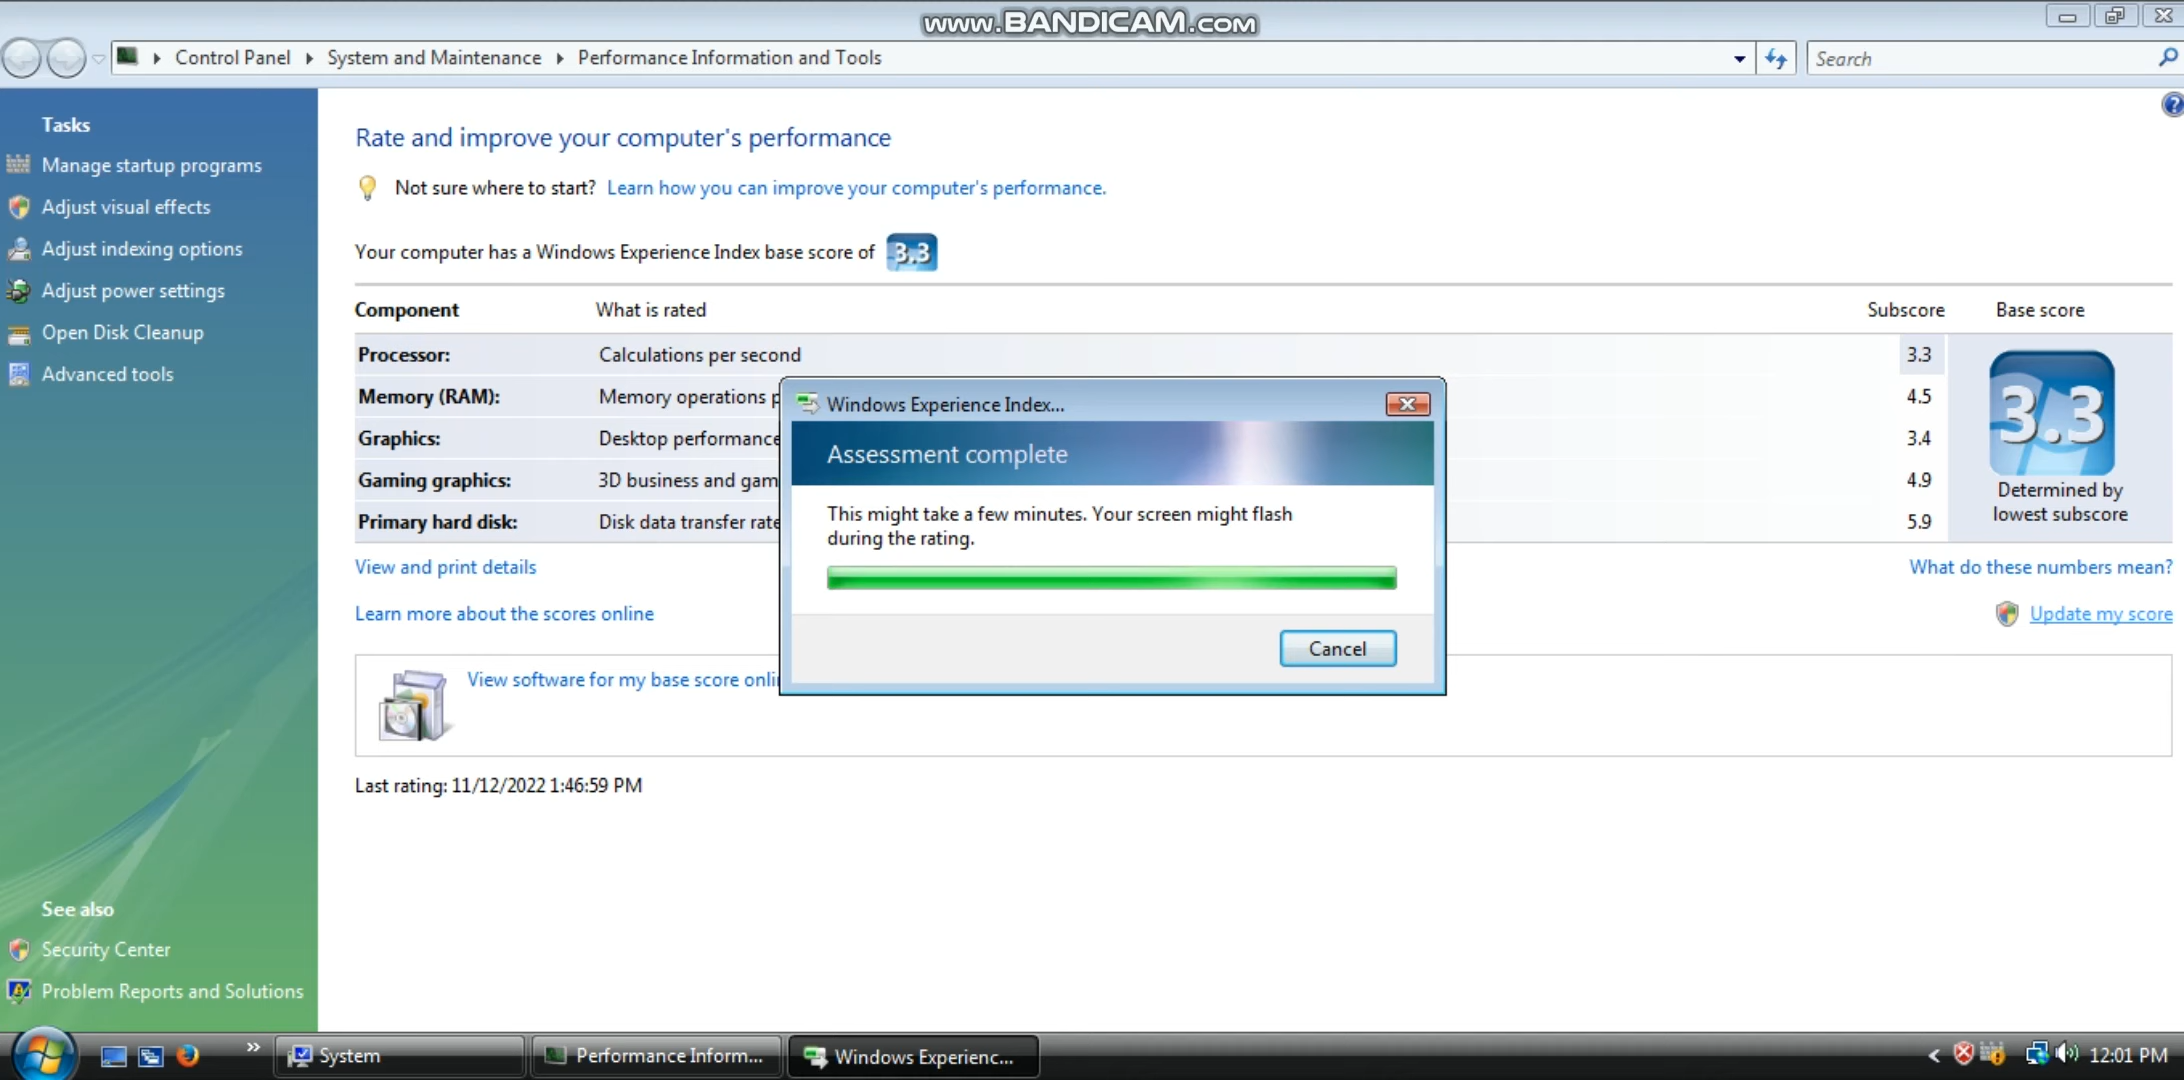 www.BANDICAM.com
Control Panel System and Maintenance Performance Information and Tools
Search
Tasks
Manage startup programs
Adjust visual effects
Adjust indexing options
Adjust power settings
Open Disk Cleanup
Advanced tools
See also
Security Center
Problem Reports and Solutions
Rate and improve your computer's performance
Not sure where to start? Learn how you can improve your computer's performance.
Your computer has a Windows Experience Index base score of 3.3
Component What is rated Subscore Base score
Processor: Calculations per second 3.3
Memory (RAM): Memory operations p 4.5
Graphics: Desktop performance 3.4
Gaming graphics: 3D business and gam 4.9
Primary hard disk: Disk data transfer rate 5.9
3.3
Determined by
lowest subscore
View and print details
What do these numbers mean?
Learn more about the scores online
Update my score
View software for my base score onli
Last rating: 11/12/2022 1:46:59 PM
Windows Experience Index...
Assessment complete
This might take a few minutes. Your screen might flash
during the rating.
Cancel
System
Performance Inform...
Windows Experienc...
12:01 PM